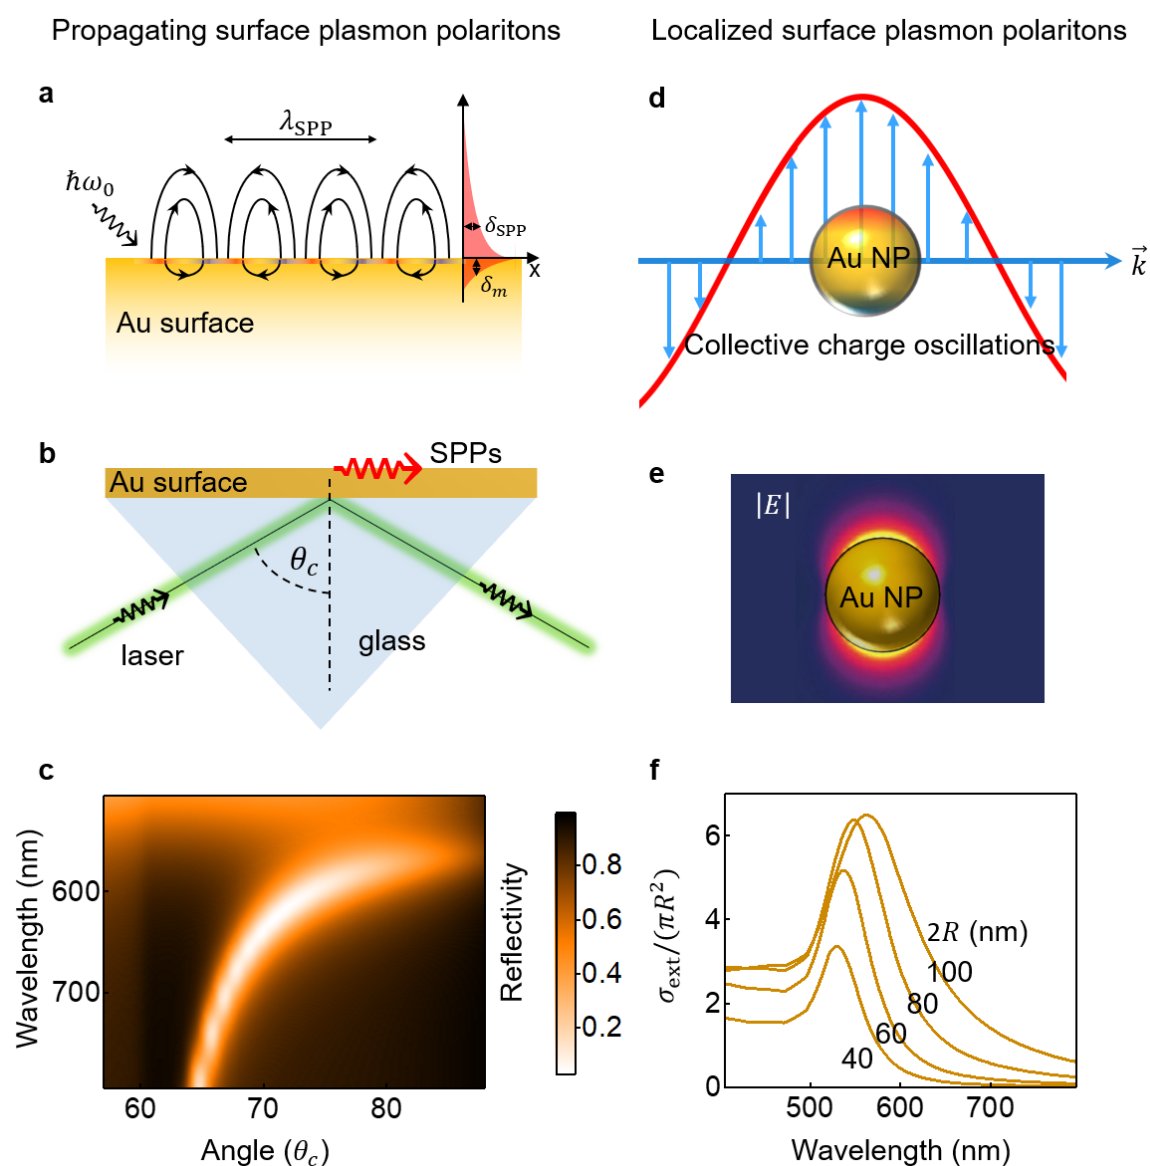 Propagating surface plasmon polaritons
Localized surface plasmon polaritons
a
λSPP
ℏω0
δSPP
x
δm
Au surface
d
Au NP
k⃗
Collective charge oscillations
b
SPPs
Au surface
θc
glass
laser
e
|E|
Au NP
c
Wavelength (nm)
600
700
60
70
80
Angle (θc)
Reflectivity
0.8
0.6
0.4
0.2
f
σext/(πR²)
6
4
2
0
2R (nm)
100
80
60
40
500
600
700
Wavelength (nm)